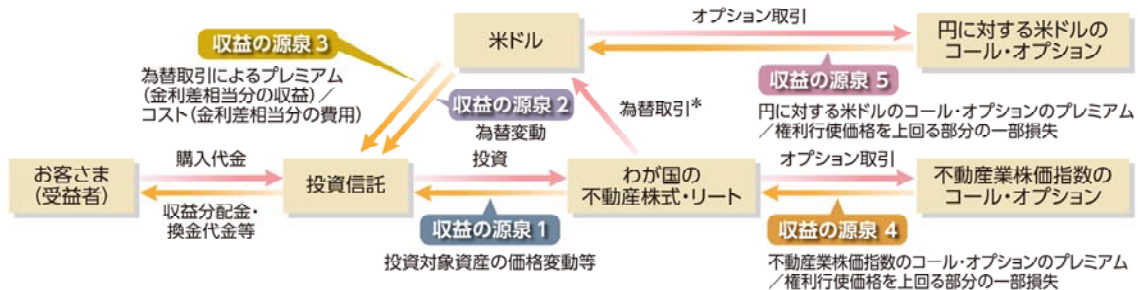 収益の源泉3
為替取引によるプレミアム
(金利差相当分の収益)/
コスト(金利差相当分の費用)
米ドル
オプション取引
円に対する米ドルの
コール・オプション
収益の源泉5
円に対する米ドルのコール・オプションのプレミアム
/権利行使価格を上回る部分の一部損失
収益の源泉2
為替変動
為替取引*
お客さま
(受益者)
購入代金
収益分配金・
換金代金等
投資信託
投資
収益の源泉1
投資対象資産の価格変動等
わが国の
不動産株式・リート
オプション取引
不動産業株価指数の
コール・オプション
収益の源泉4
不動産業株価指数のコール・オプションのプレミアム
/権利行使価格を上回る部分の一部損失